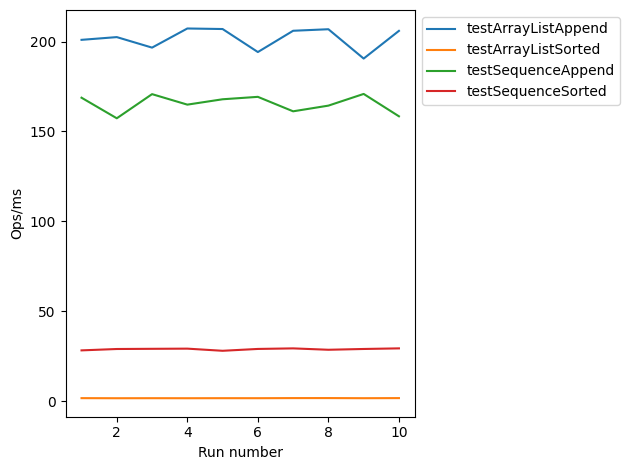 200
150
100
50
0
Ops/ms
2
4
6
8
10
Run number
testArrayListAppend
testArrayListSorted
testSequenceAppend
testSequenceSorted